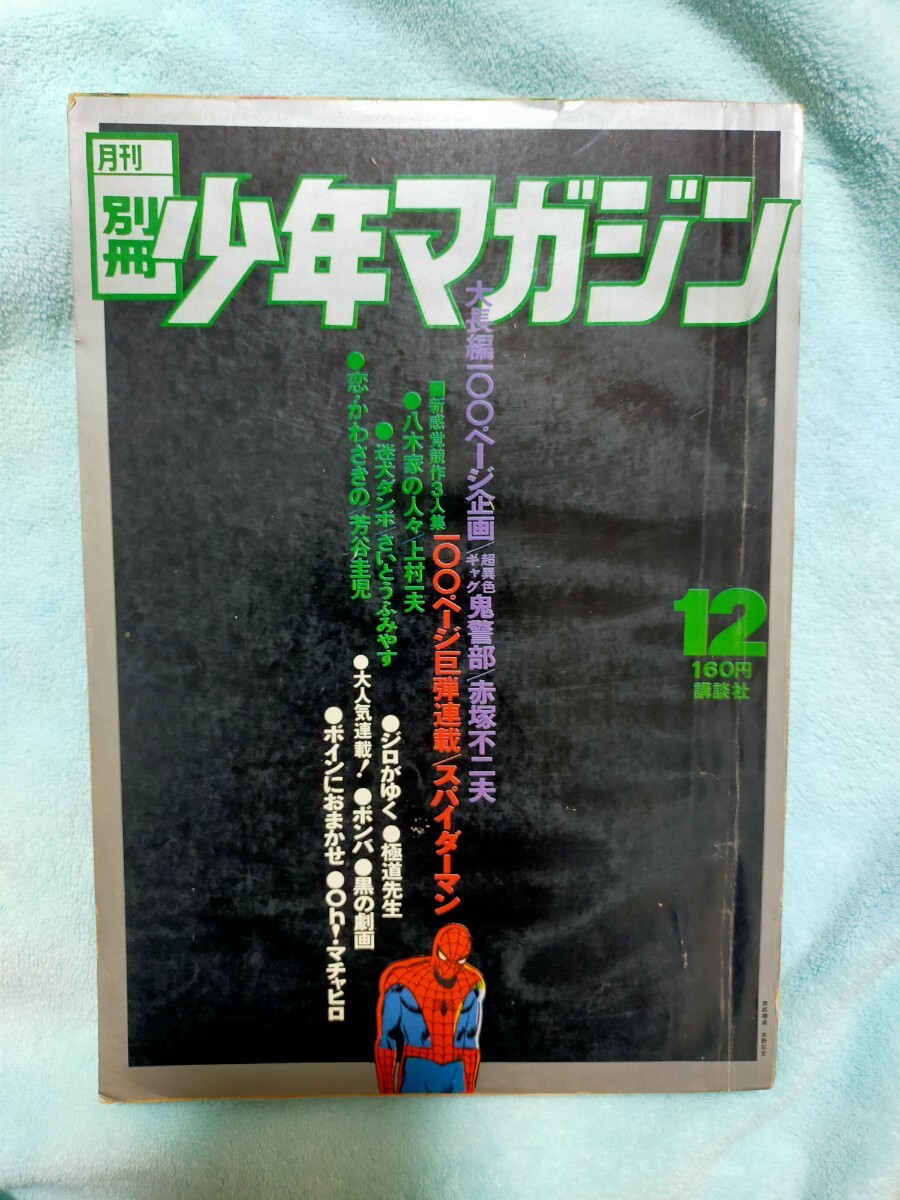 月刊
別冊
少年マガジン
大長編一〇〇ページ企画/超異色ギャグ鬼警部/赤塚不二夫
一〇〇ページ巨弾連載/スパイダーマン
■新感覚競作3人集
●八木家の人々/上村一夫
●迷犬ダンボ/さいとうふみやす
●恋・かわさきの/芳谷圭児
●ジロがゆく●極道先生
●大人気連載!●ボンバ●黒の劇画
●ボインにおまかせ●Oh!・マチャヒロ
12
160円
講談社